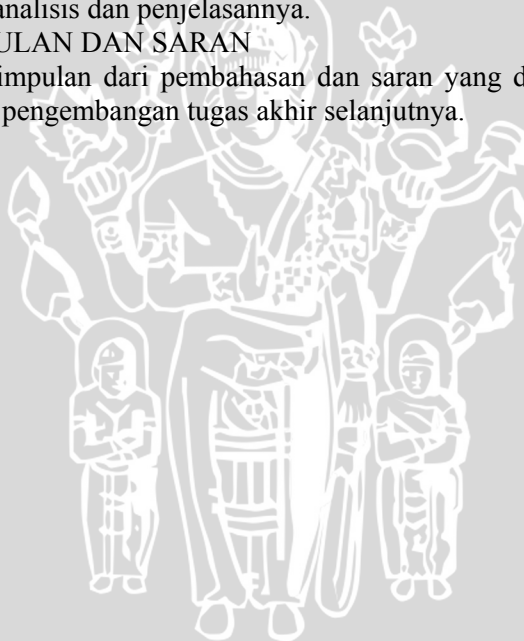 analisis dan penjelasannya.
ULAN DAN SARAN
impulan dari pembahasan dan saran yang d
pengembangan tugas akhir selanjutnya.